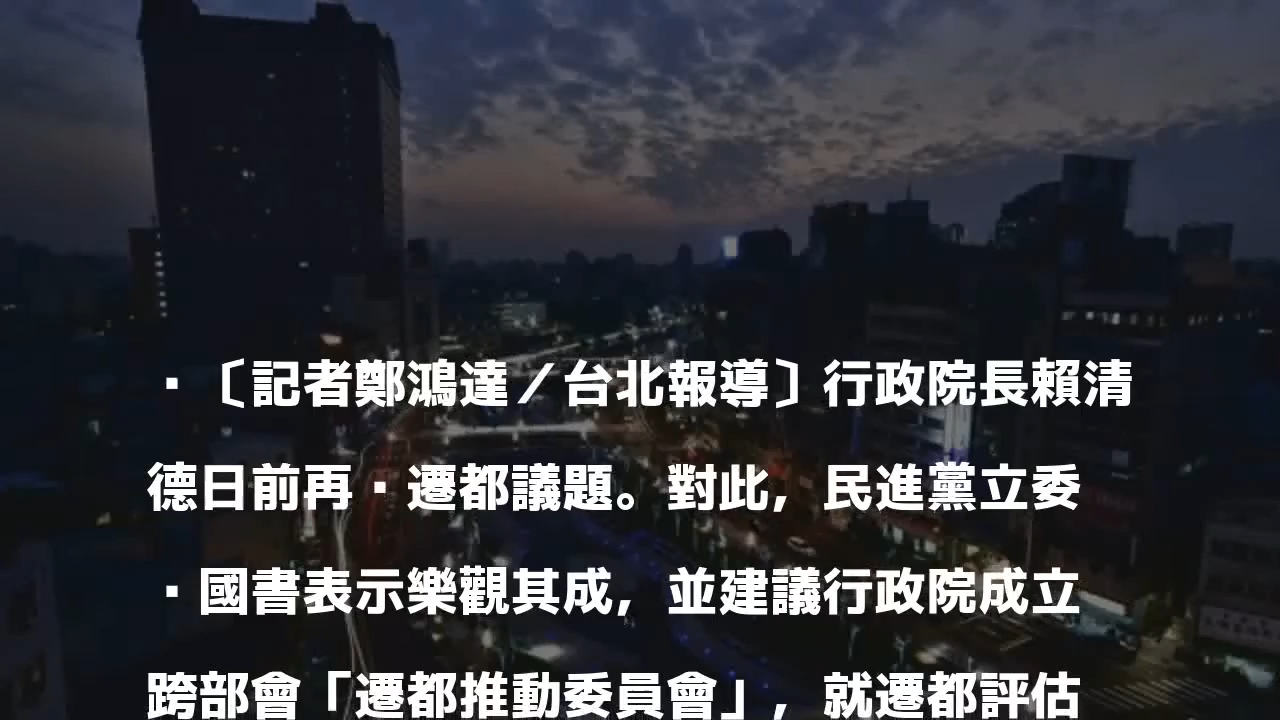 ▪〔記者鄭鴻達／台北報導〕行政院長賴清
德日前再▪遷都議題。對此，民進黨立委
▪國書表示樂觀其成，並建議行政院成立
跨部會「遷都推動委員會」，就遷都評估